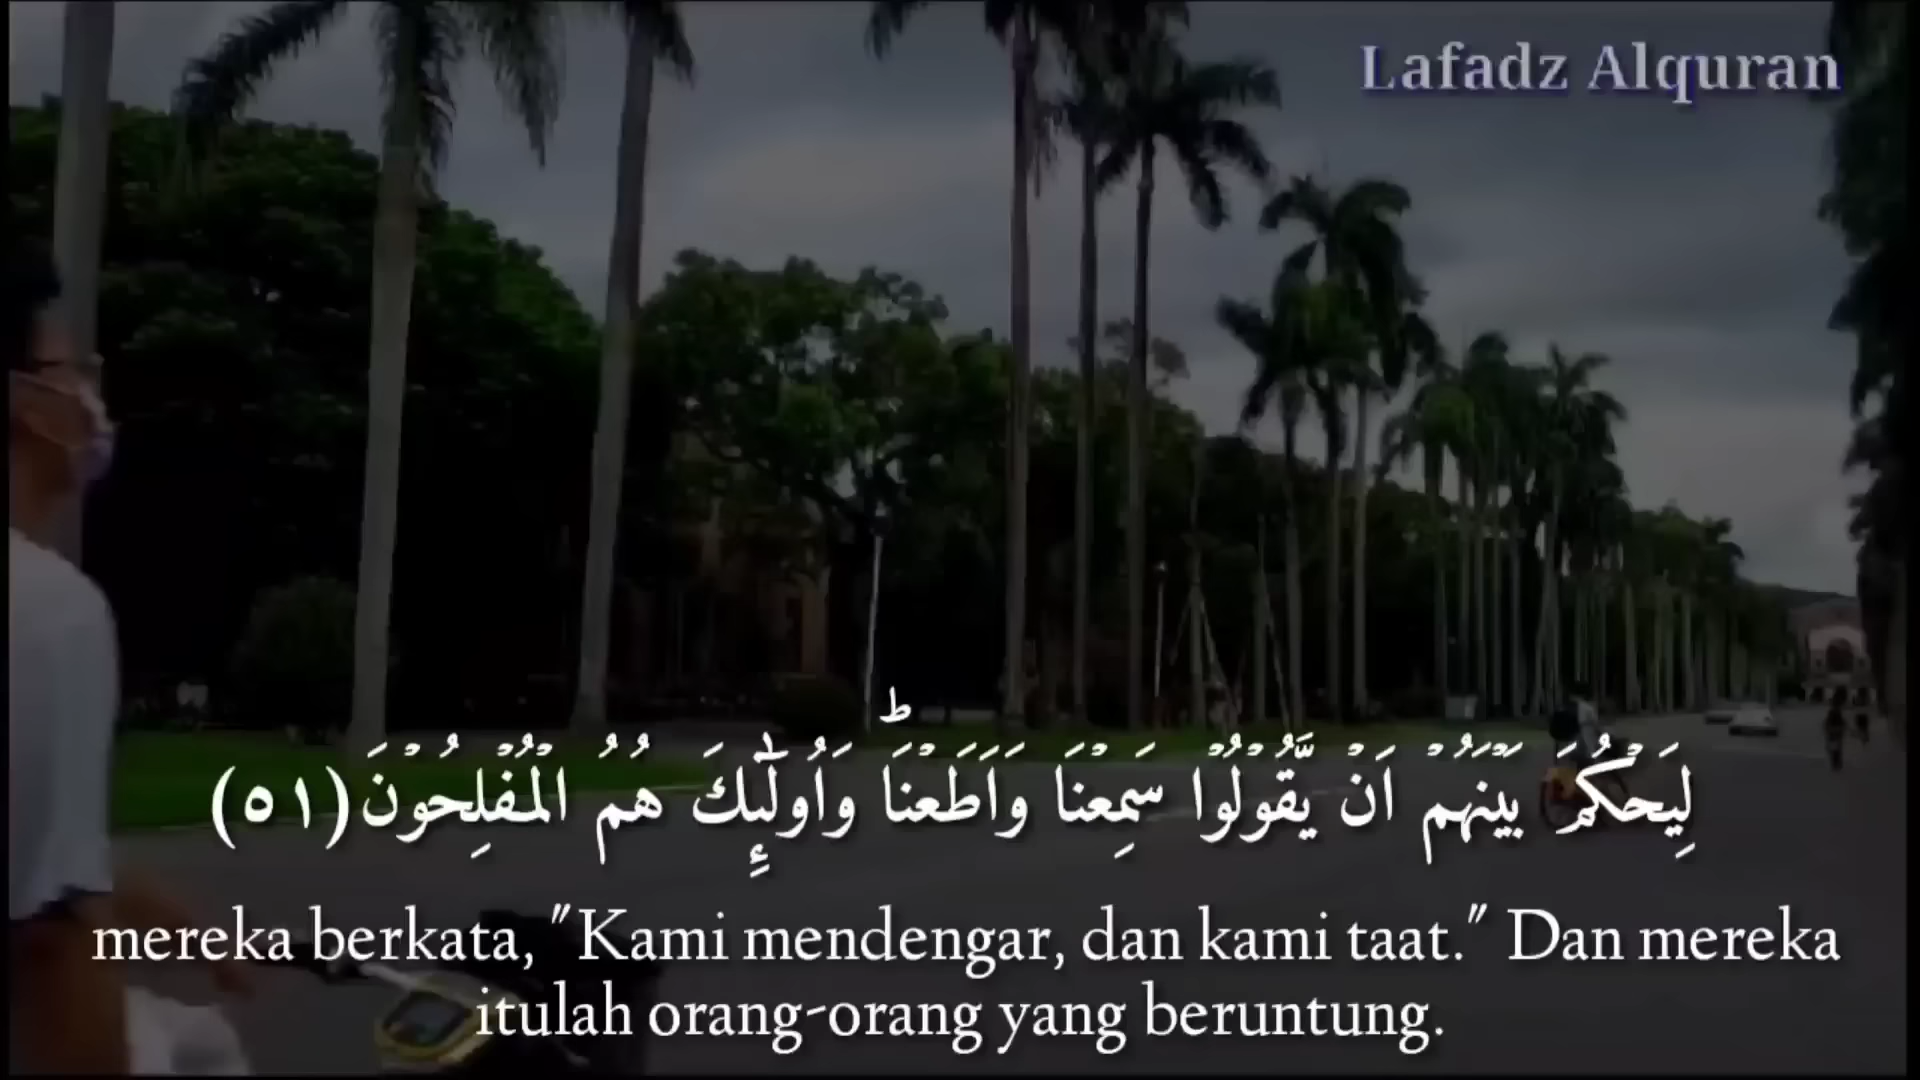 Lafadz Alquran
لِيَحْكُمَ بَيْنَهُمْ اَنْ يَّقُوْلُوْا سَمِعْنَا وَاَطَعْنَاۗ وَاُولٰۤىِٕكَ هُمُ الْمُفْلِحُوْنَ(٥١)
mereka berkata, "Kami mendengar, dan kami taat." Dan mereka
itulah orang-orang yang beruntung.